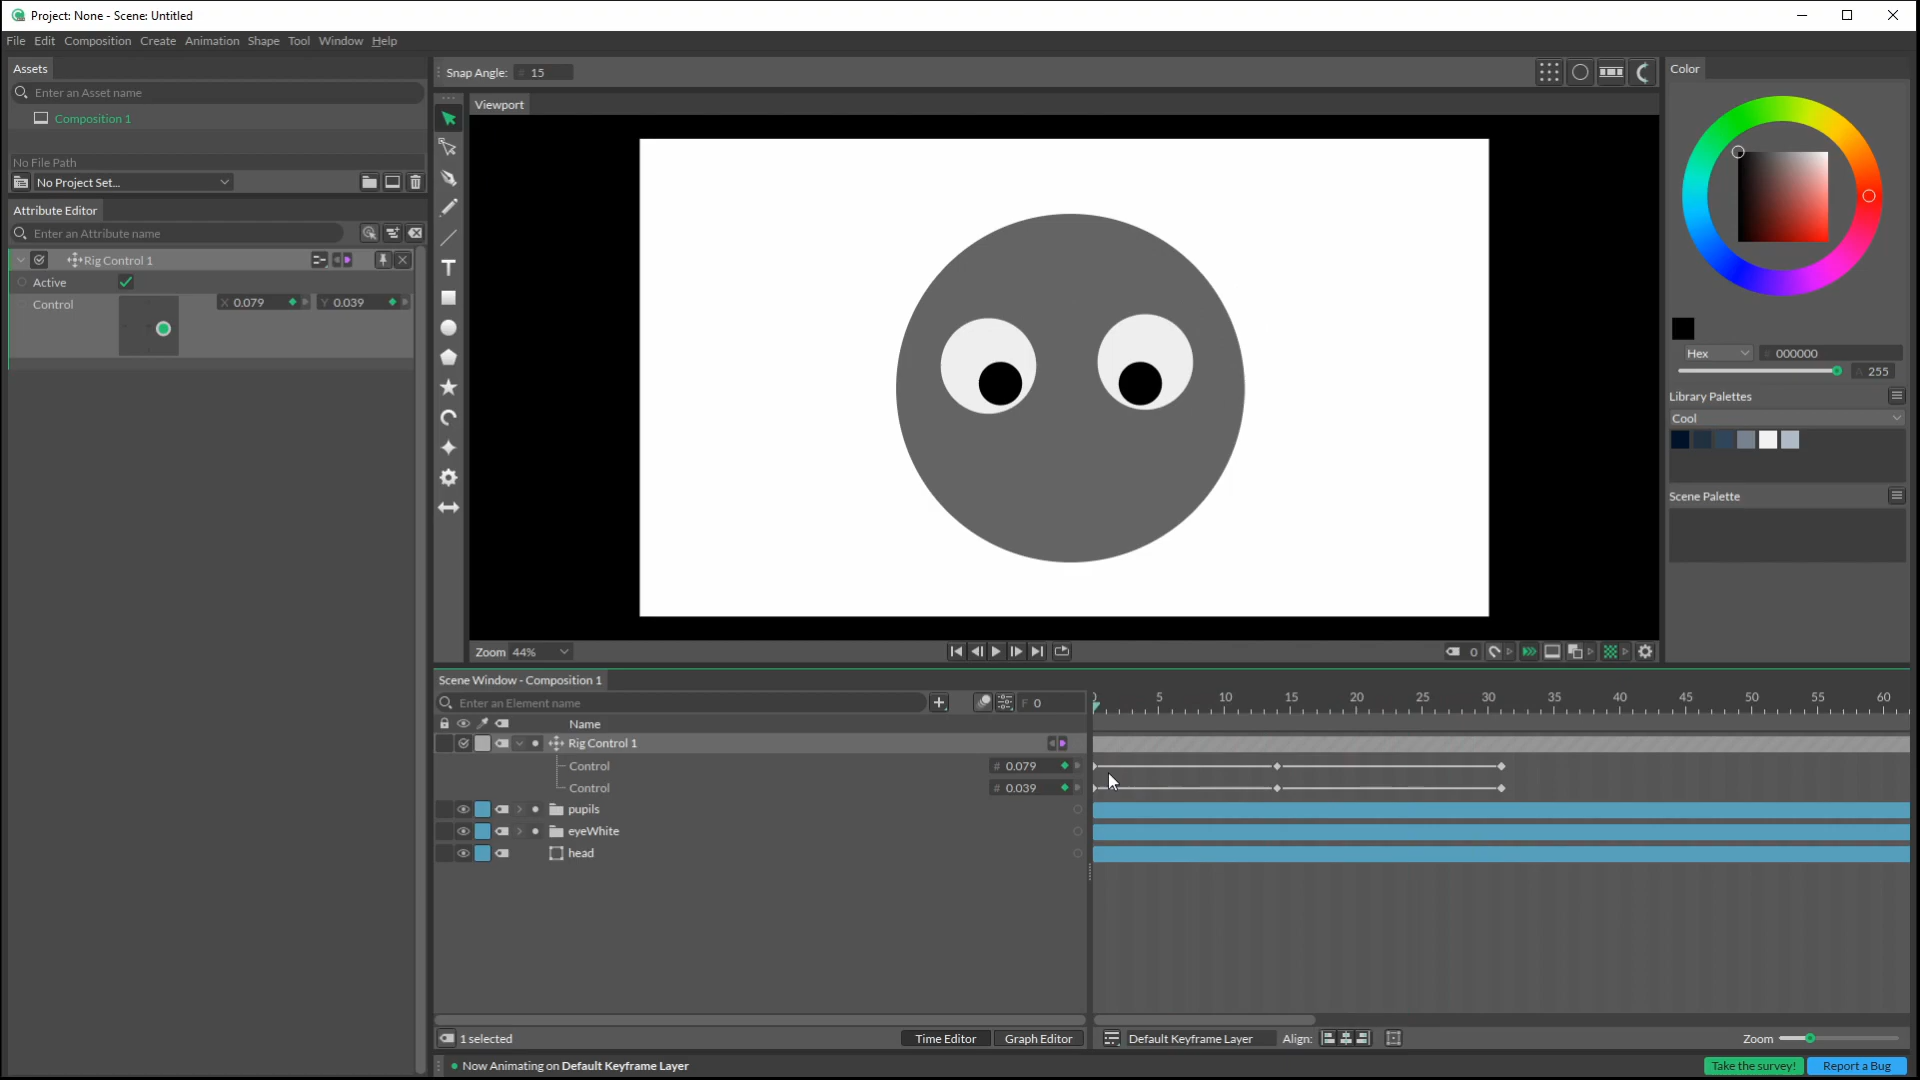 Project: None - Scene: Untitled
File Edit Composition Create Animation Shape Tool Window Help
Assets
Enter an Asset name
Composition 1
No File Path
No Project Set...
Attribute Editor
Enter an Attribute name
Rig Control 1
Active
Control X 0.079 Y 0.039
Snap Angle: # 15
Viewport
Zoom 44%
0
Color
Hex # 000000
A 255
Library Palettes
Cool
Scene Palette
Scene Window - Composition 1
Enter an Element name
F 0
0 5 10 15 20 25 30 35 40 45 50 55 60
Name
Rig Control 1
Control # 0.079
Control # 0.039
pupils
eyeWhite
head
1 selected
Time Editor Graph Editor
Default Keyframe Layer Align:
Zoom
Now Animating on Default Keyframe Layer
Take the survey! Report a Bug